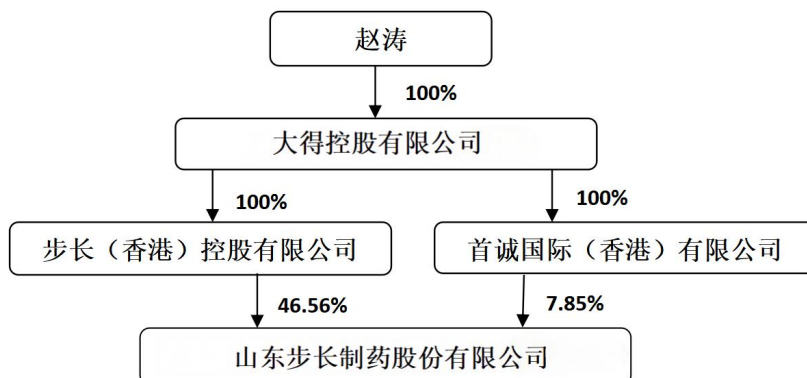 赵涛
100%
大得控股有限公司
100%
100%
步长（香港）控股有限公司
首诚国际（香港）有限公司
46.56%
7.85%
山东步长制药股份有限公司